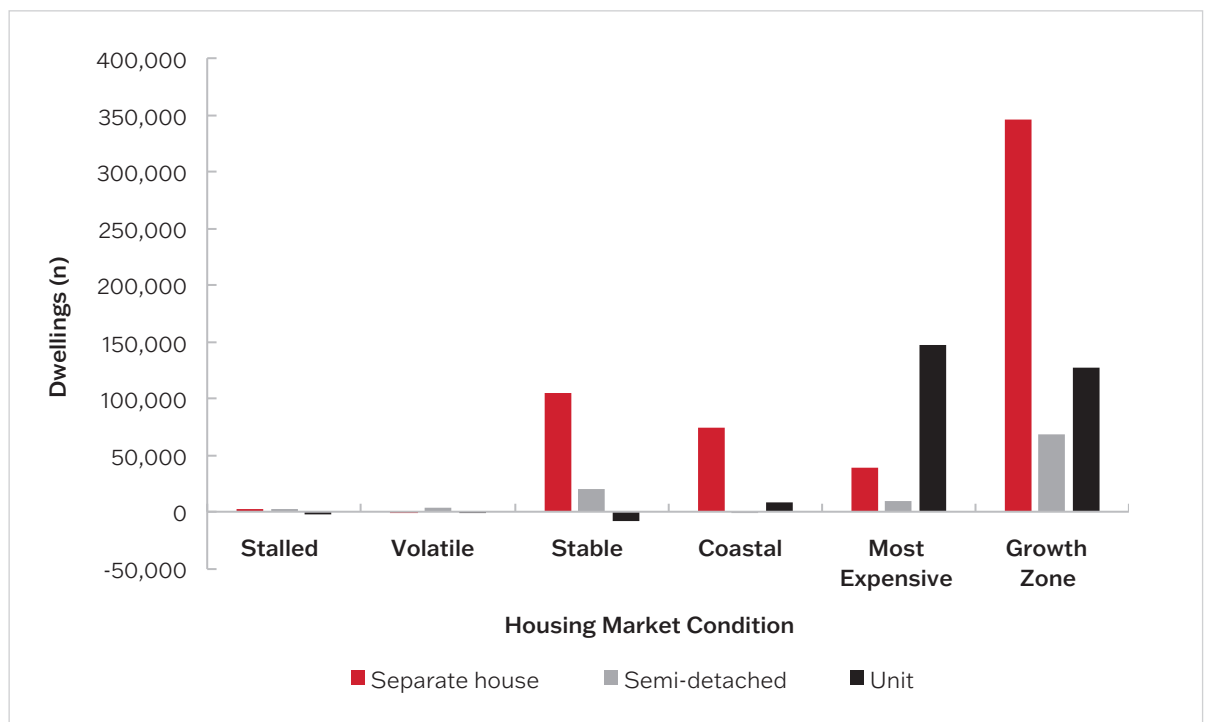 400,000
350,000
300,000
250,000
200,000
150,000
100,000
50,000
0
-50,000
Dwellings (n)
Stalled
Volatile
Stable
Coastal
Most
Expensive
Growth
Zone
Housing Market Condition
Separate house
Semi-detached
Unit